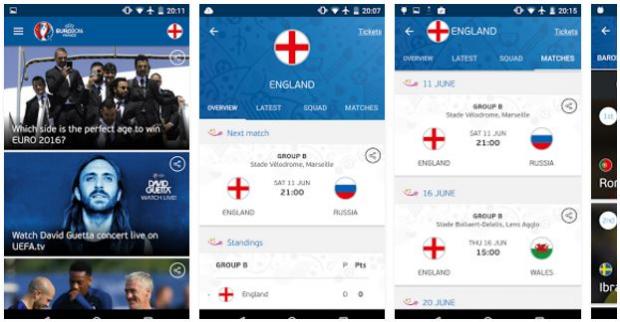 20:11
EURO2016
FRANCE
Which side is the perfect age to win
EURO 2016?
DAVID
GUETTA
WATCH LIVE!
Watch David Guetta concert live on
UEFA.tv
20:07
Tickets
ENGLAND
OVERVIEW LATEST SQUAD MATCHES
Next match
GROUP B
Stade Vélodrome, Marseille
SAT 11 JUN
21:00
ENGLAND RUSSIA
Standings
GROUP B P Pts
- England 0 0
20:15
ENGLAND Tickets
OVERVIEW LATEST SQUAD MATCHES
11 JUNE
GROUP B
Stade Vélodrome, Marseille
SAT 11 JUN
21:00
ENGLAND RUSSIA
16 JUNE
GROUP B
Stade Bollaert-Delelis, Lens Agglo
THU 16 JUN
15:00
ENGLAND WALES
20 JUNE
BARO
1st
Ror
2nd
Ibra